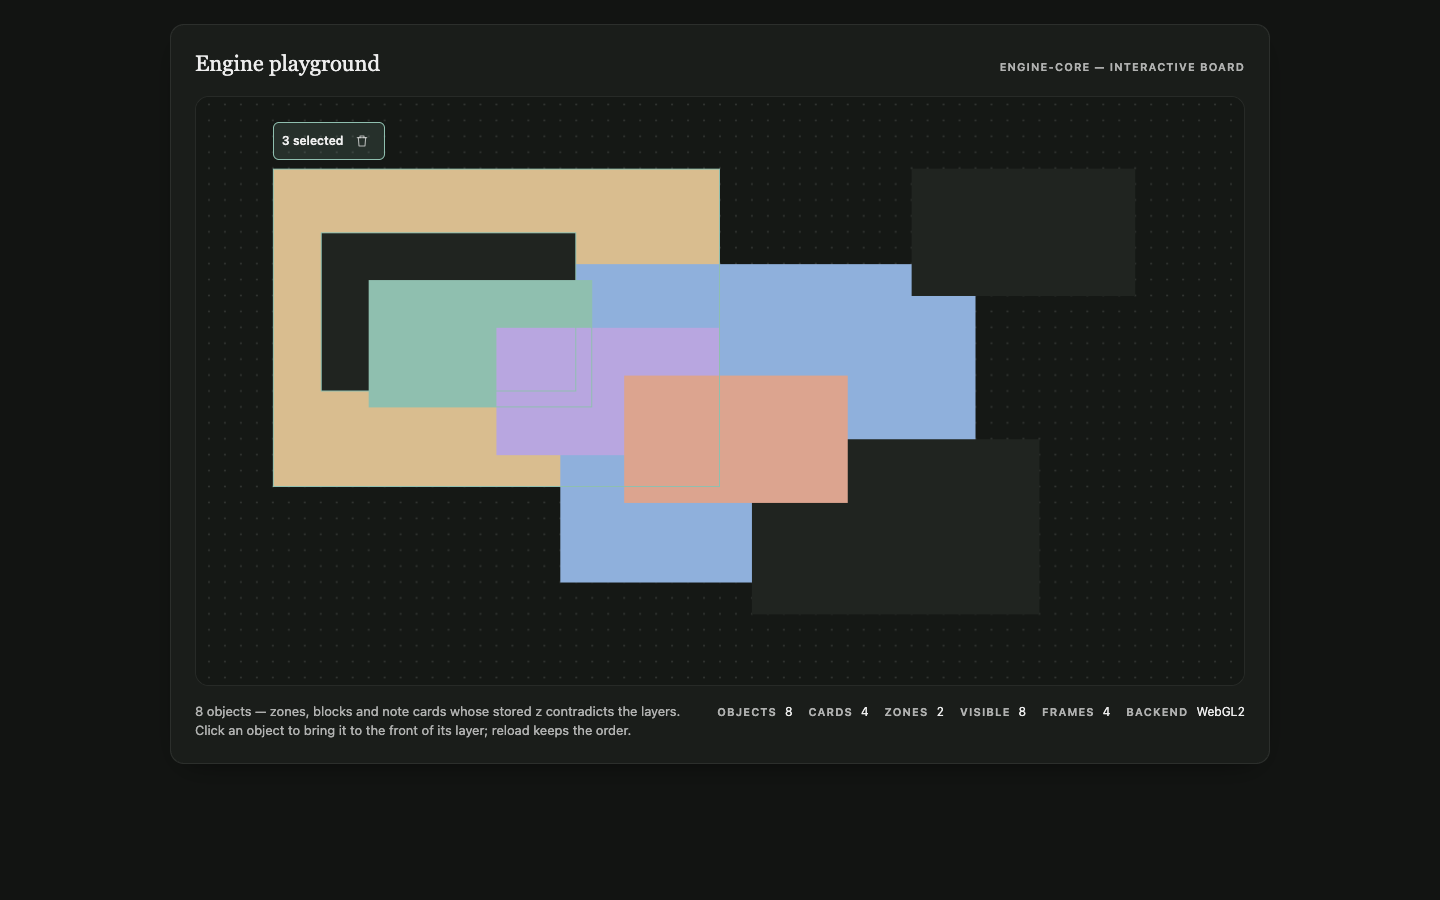 Engine playground
ENGINE-CORE — INTERACTIVE BOARD
3 selected
8 objects — zones, blocks and note cards whose stored z contradicts the layers.
Click an object to bring it to the front of its layer; reload keeps the order.
OBJECTS 8 CARDS 4 ZONES 2 VISIBLE 8 FRAMES 4 BACKEND WebGL2